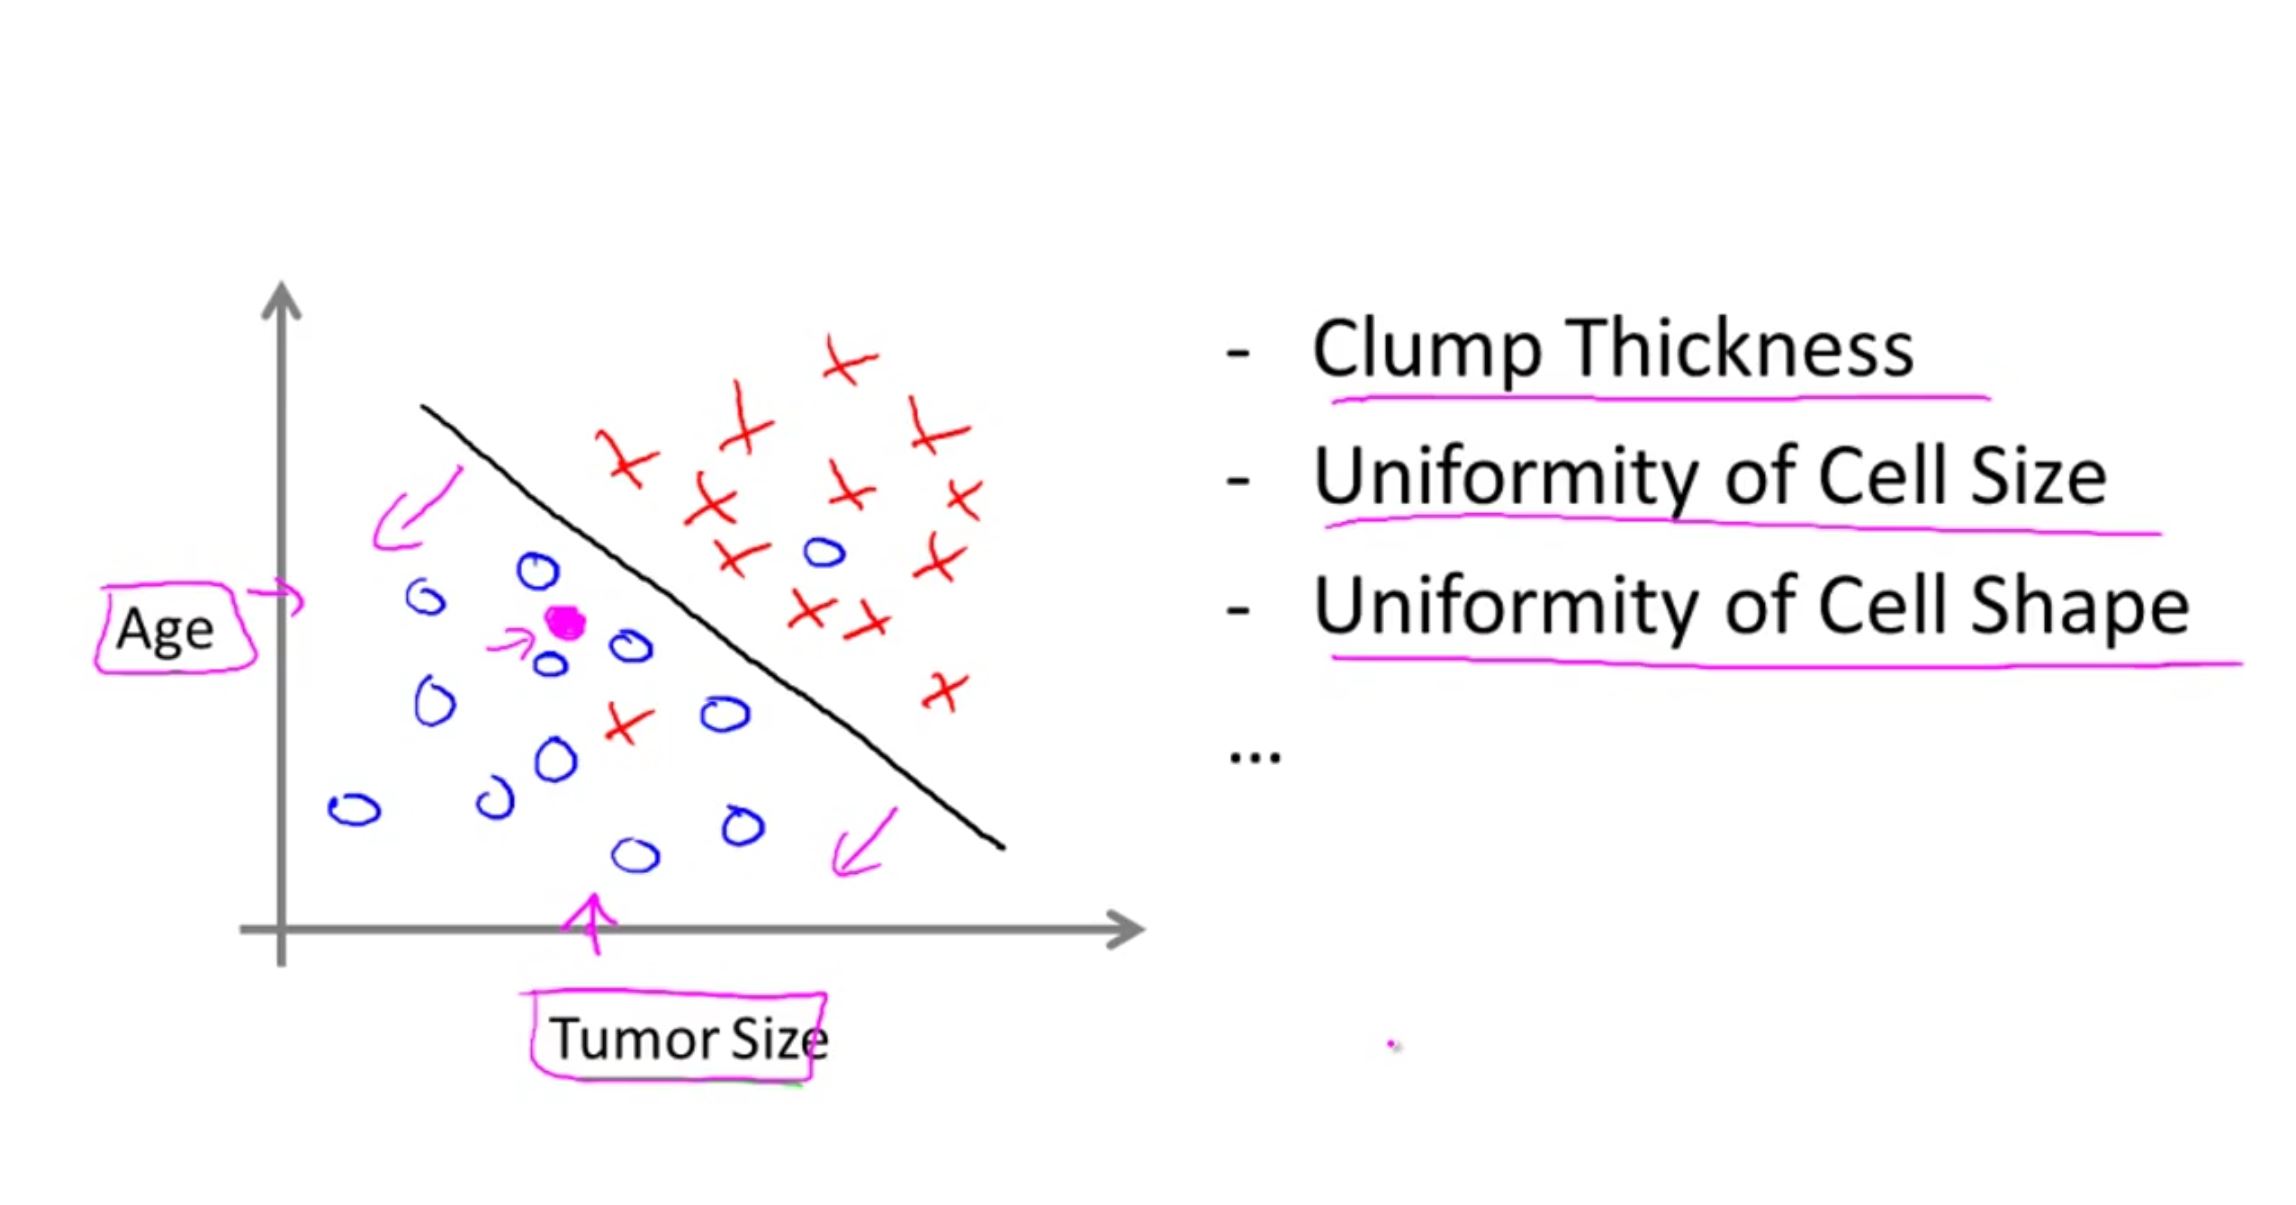 - Clump Thickness
- Uniformity of Cell Size
- Uniformity of Cell Shape
...
Age
Tumor Size